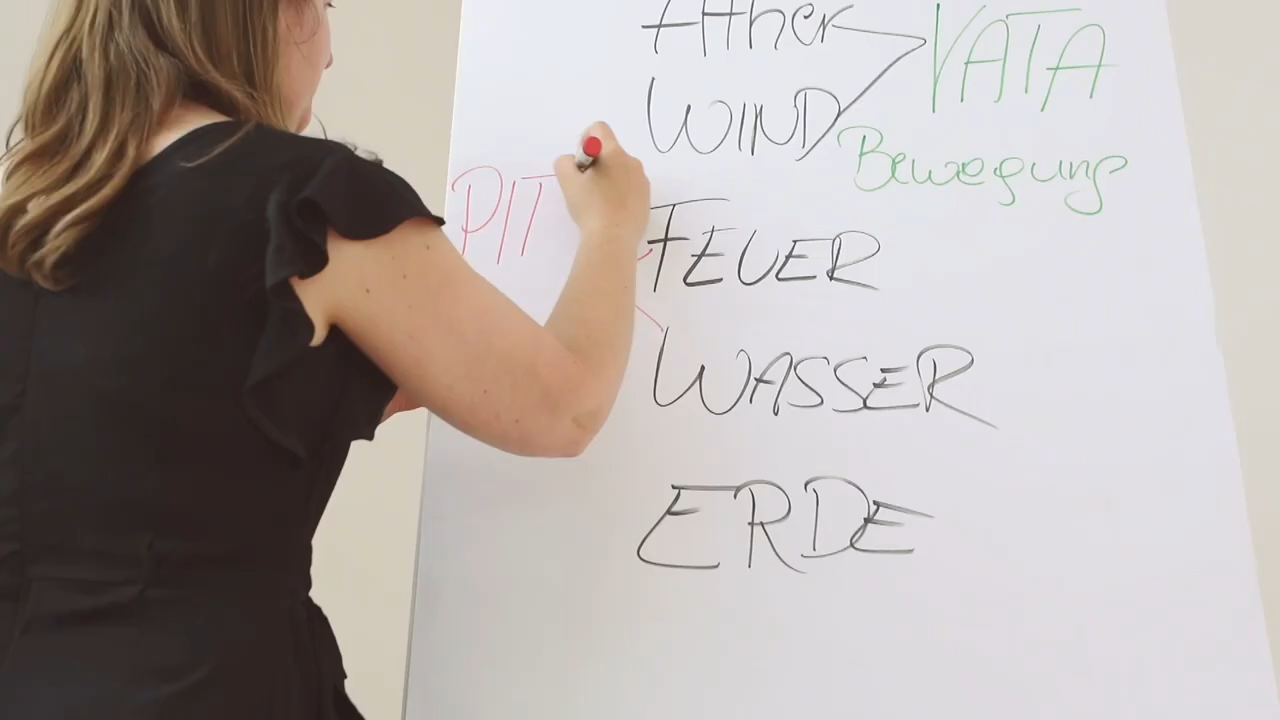 Äther
VATA
WIND
Bewegung
PIT
FEUER
WASSER
ERDE